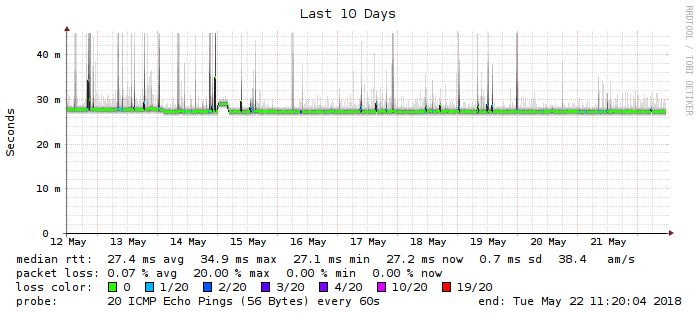 Last 10 Days
RRDTOOL / TOBI OETIKER
Seconds
40 m
30 m
20 m
10 m
0
12 May 13 May 14 May 15 May 16 May 17 May 18 May 19 May 20 May 21 May
median rtt: 27.4 ms avg 34.9 ms max 27.1 ms min 27.2 ms now 0.7 ms sd 38.4 am/s
packet loss: 0.07 % avg 20.00 % max 0.00 % min 0.00 % now
loss color: 0 1/20 2/20 3/20 4/20 10/20 19/20
probe: 20 ICMP Echo Pings (56 Bytes) every 60s end: Tue May 22 11:20:04 2018